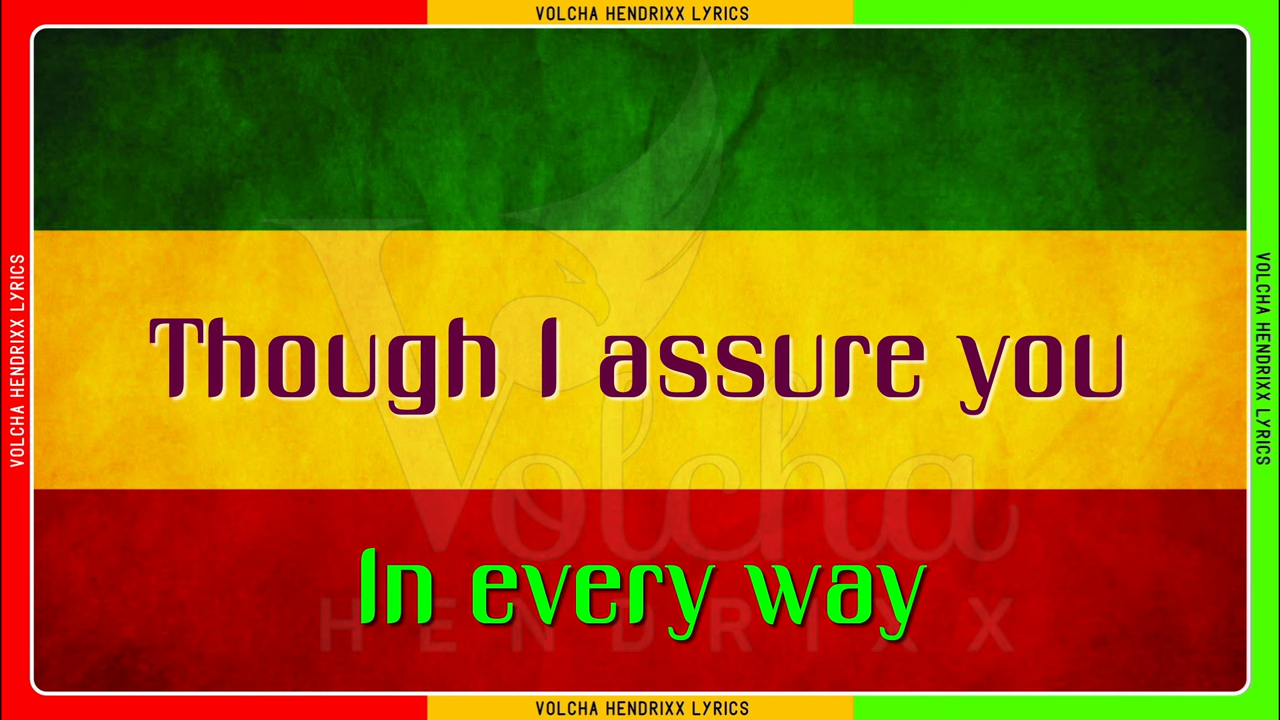 VOLCHA HENDRIXX LYRICS
VOLCHA HENDRIXX LYRICS
Though I assure you
In every way
Volcha
HENDRIXX
VOLCHA HENDRIXX LYRICS
VOLCHA HENDRIXX LYRICS